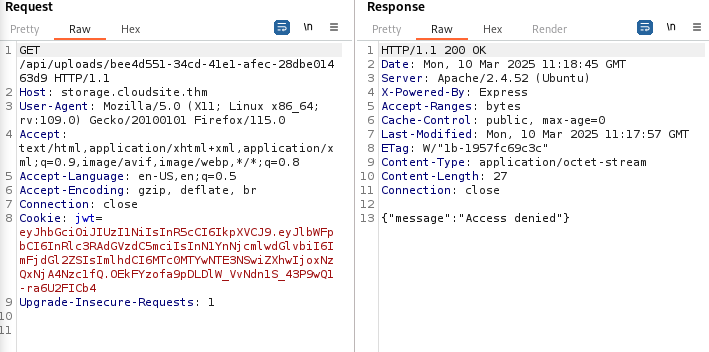 Request
Response
Pretty Raw Hex
\n
Pretty Raw Hex Render
\n
1 GET
/api/uploads/bee4d551-34cd-41e1-afec-28dbe014
63d9 HTTP/1.1
2 Host: storage.cloudsite.thm
3 User-Agent: Mozilla/5.0 (X11; Linux x86_64;
rv:109.0) Gecko/20100101 Firefox/115.0
4 Accept:
text/html,application/xhtml+xml,application/x
ml;q=0.9,image/avif,image/webp,*/*;q=0.8
5 Accept-Language: en-US,en;q=0.5
6 Accept-Encoding: gzip, deflate, br
7 Connection: close
8 Cookie: jwt=
eyJhbGciOiJIUzI1NiIsInR5cCI6IkpXVCJ9.eyJlbWFp
bCI6InRlc3RAdGVzdC5mciIsInN1YnNjcmlwdGlvbiI6I
mFjdGl2ZSIsImlhdCI6MTc0MTYwNTE3NSwiZXhwIjoxNz
QxNjA4Nzc1fQ.OEkFYzofa9pDLDlW_VvNdn1S_43P9wQ1
-ra6U2FICb4
9 Upgrade-Insecure-Requests: 1
10
11
1 HTTP/1.1 200 OK
2 Date: Mon, 10 Mar 2025 11:18:45 GMT
3 Server: Apache/2.4.52 (Ubuntu)
4 X-Powered-By: Express
5 Accept-Ranges: bytes
6 Cache-Control: public, max-age=0
7 Last-Modified: Mon, 10 Mar 2025 11:17:57 GMT
8 ETag: W/"1b-1957fc69c3c"
9 Content-Type: application/octet-stream
10 Content-Length: 27
11 Connection: close
12
13 {"message":"Access denied"}